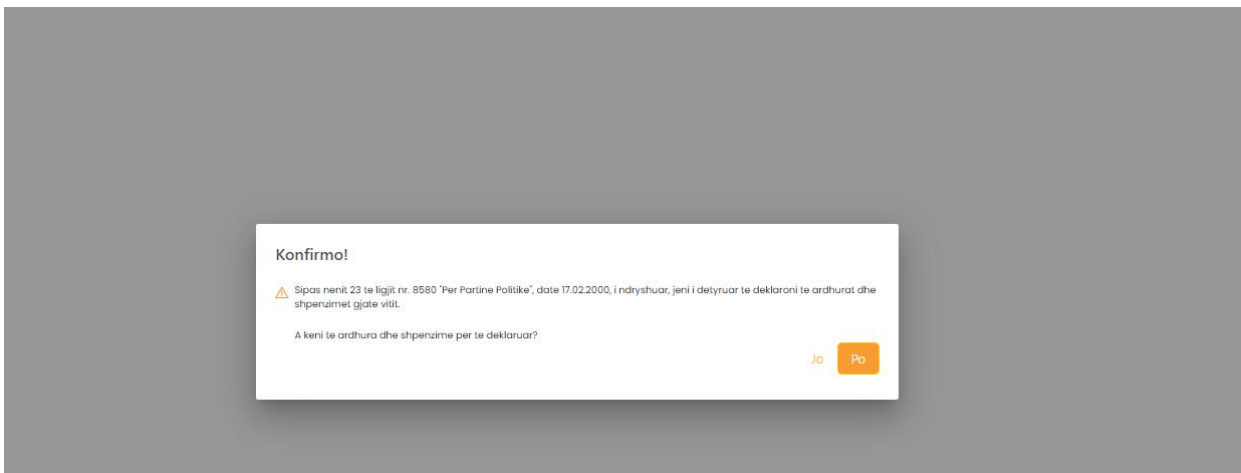 Konfirmo!
Sipas nenit 23 te ligjit nr. 8580 "Per Partine Politike", date 17.02.2000, i ndryshuar, jeni i detyruar te deklaroni te ardhurat dhe
shpenzimet gjate vitit.
A keni te ardhura dhe shpenzime per te deklaruar?
Jo Po